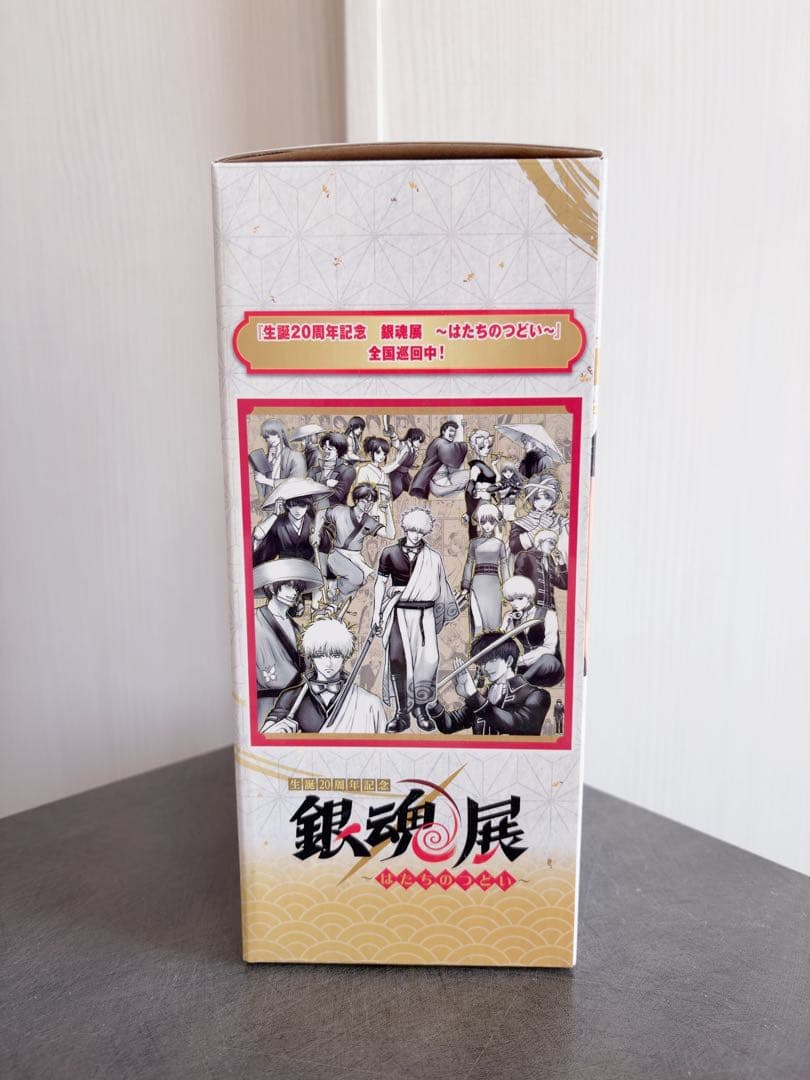 『生誕20周年記念　銀魂展　～はたちのつどい～』
全国巡回中！
生誕20周年記念
銀魂展
～はたちのつどい～